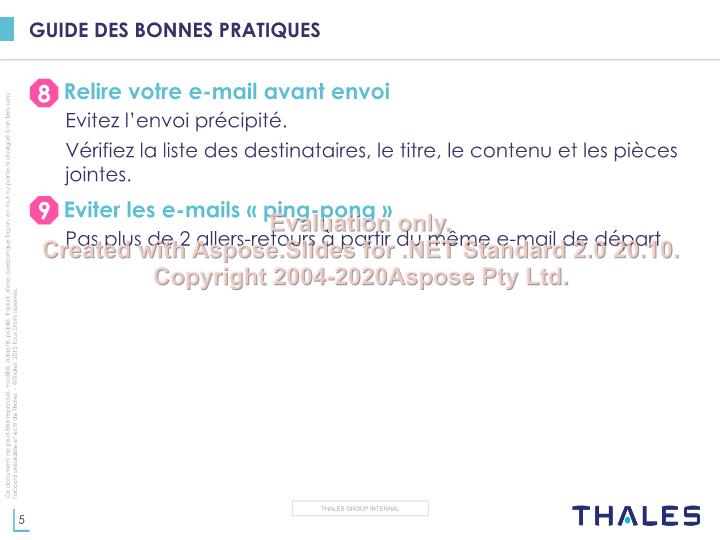 GUIDE DES BONNES PRATIQUES
8 Relire votre e-mail avant envoi
Evitez l’envoi précipité.
Vérifiez la liste des destinataires, le titre, le contenu et les pièces
jointes.
9 Eviter les e-mails « ping-pong »
Pas plus de 2 allers-retours à partir du même e-mail de départ
Evaluation only.
Created with Aspose.Slides for .NET Standard 2.0 20.10.
Copyright 2004-2020Aspose Pty Ltd.
Ce document ne peut être reproduit, modifié, adapté, publié, traduit, d'une quelconque façon, en tout ou partie, ni divulgué à un tiers sans
l'accord préalable et écrit de Thales - ©Thales 2015 Tous Droits réservés.
5
THALES GROUP INTERNAL
THALES